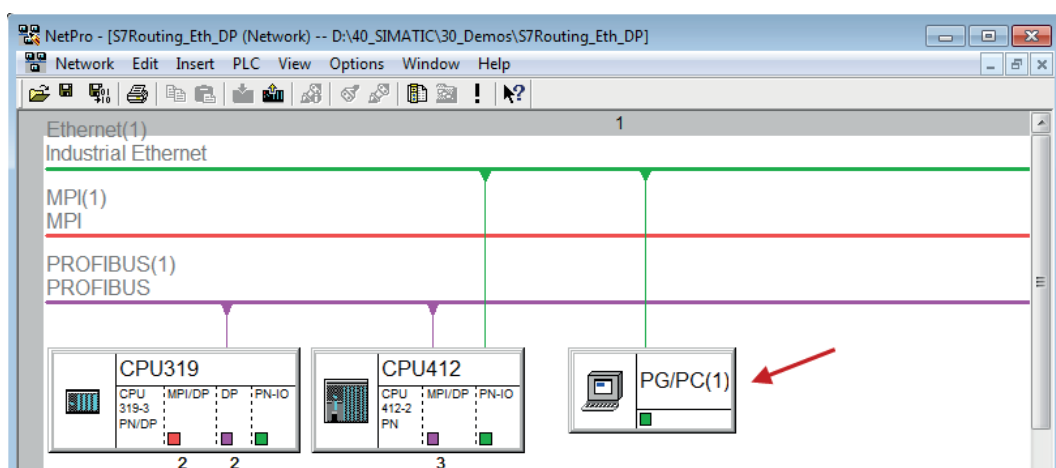 NetPro - [S7Routing_Eth_DP (Network) -- D:\40_SIMATIC\30_Demos\S7Routing_Eth_DP]
Network Edit Insert PLC View Options Window Help
1
Ethernet(1)
Industrial Ethernet
MPI(1)
MPI
PROFIBUS(1)
PROFIBUS
CPU319
CPU 319-3 PN/DP
MPI/DP
DP
PN-IO
2
2
CPU412
CPU 412-2 PN
MPI/DP
PN-IO
3
PG/PC(1)